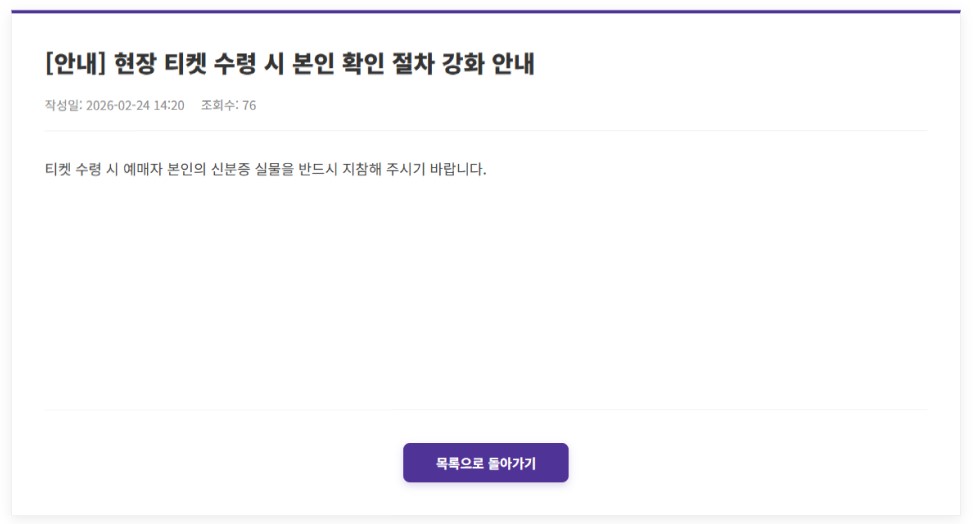 [안내] 현장 티켓 수령 시 본인 확인 절차 강화 안내
작성일: 2026-02-24 14:20 조회수: 76
티켓 수령 시 예매자 본인의 신분증 실물을 반드시 지참해 주시기 바랍니다.
목록으로 돌아가기